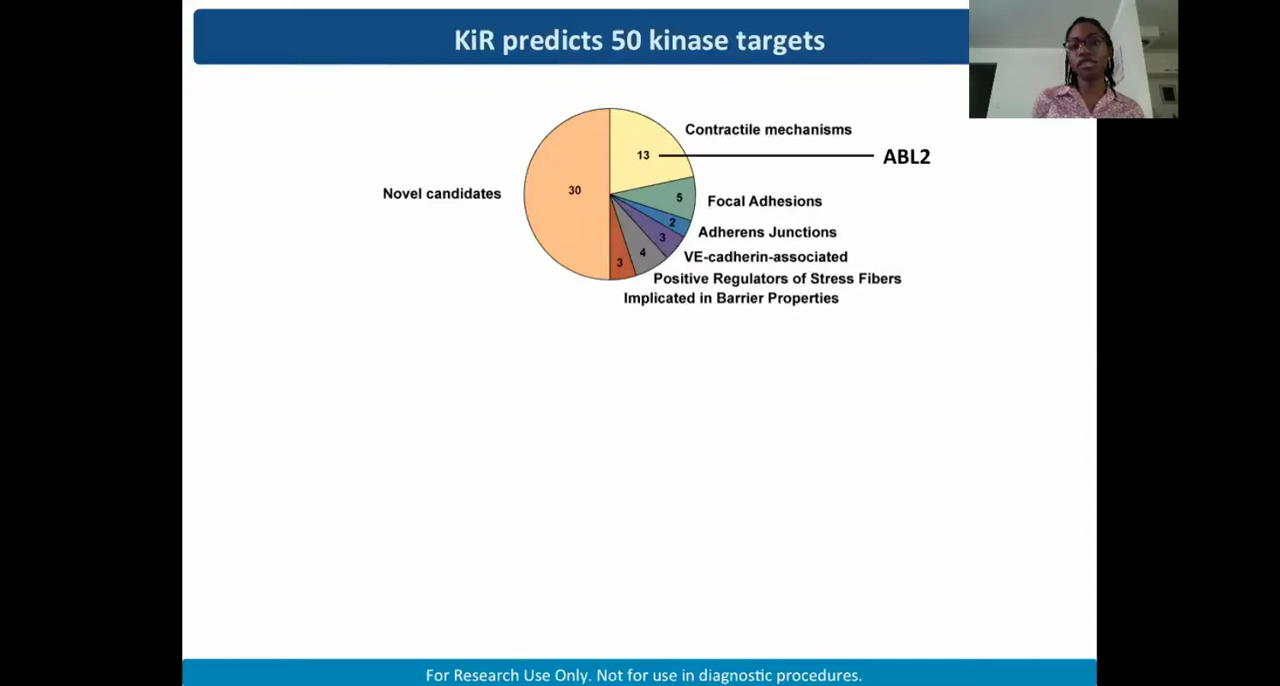 KiR predicts 50 kinase targets
Contractile mechanisms
13
ABL2
30
Novel candidates
5
Focal Adhesions
2
Adherens Junctions
3
VE-cadherin-associated
4
Positive Regulators of Stress Fibers
3
Implicated in Barrier Properties
For Research Use Only. Not for use in diagnostic procedures.